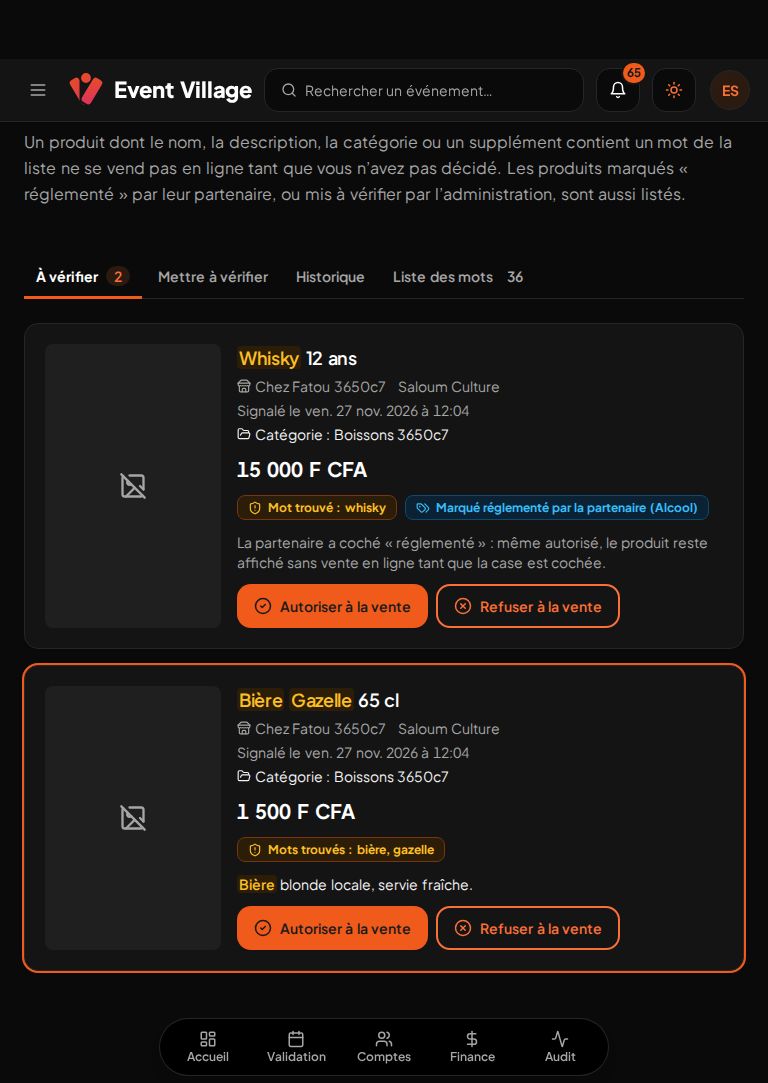 Event Village
Rechercher un événement...
65
ES
Un produit dont le nom, la description, la catégorie ou un supplément contient un mot de la
liste ne se vend pas en ligne tant que vous n’avez pas décidé. Les produits marqués «
réglementé » par leur partenaire, ou mis à vérifier par l’administration, sont aussi listés.
À vérifier 2 Mettre à vérifier Historique Liste des mots 36
Whisky 12 ans
Chez Fatou 3650c7 Saloum Culture
Signalé le ven. 27 nov. 2026 à 12:04
Catégorie : Boissons 3650c7
15 000 F CFA
Mot trouvé : whisky Marqué réglementé par la partenaire (Alcool)
La partenaire a coché « réglementé » : même autorisé, le produit reste
affiché sans vente en ligne tant que la case est cochée.
Autoriser à la vente Refuser à la vente
Bière Gazelle 65 cl
Chez Fatou 3650c7 Saloum Culture
Signalé le ven. 27 nov. 2026 à 12:04
Catégorie : Boissons 3650c7
1 500 F CFA
Mots trouvés : bière, gazelle
Bière blonde locale, servie fraîche.
Autoriser à la vente Refuser à la vente
Accueil Validation Comptes Finance Audit